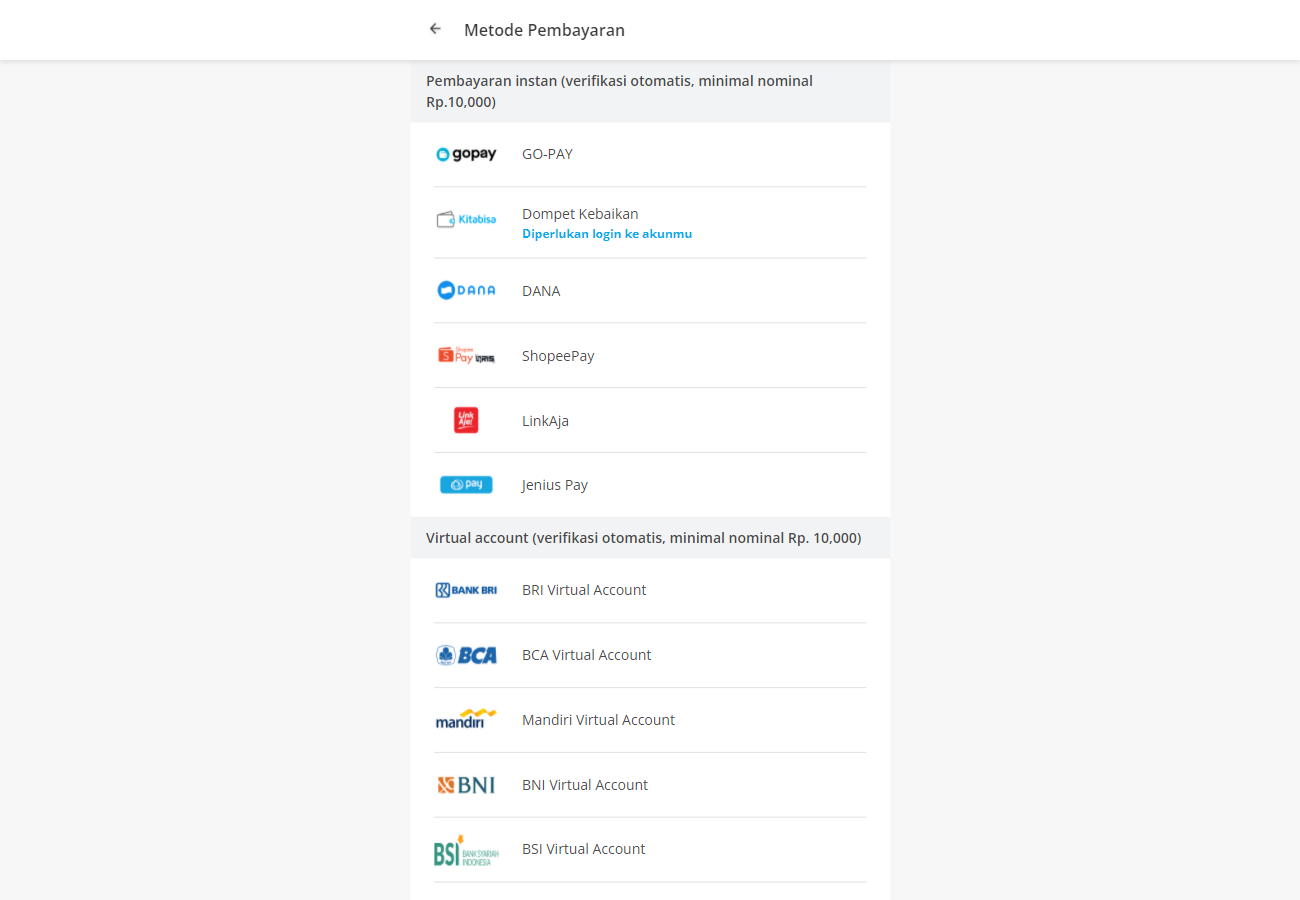 Metode Pembayaran
Pembayaran instan (verifikasi otomatis, minimal nominal
Rp.10,000)
gopay GO-PAY
Kitabisa Dompet Kebaikan
Diperlukan login ke akunmu
DANA DANA
Shopee
Pay QRIS ShopeePay
Link
Aja! LinkAja
pay Jenius Pay
Virtual account (verifikasi otomatis, minimal nominal Rp. 10,000)
BANK BRI BRI Virtual Account
BCA BCA Virtual Account
mandiri Mandiri Virtual Account
BNI BNI Virtual Account
BSI BANK SYARIAH
INDONESIA BSI Virtual Account